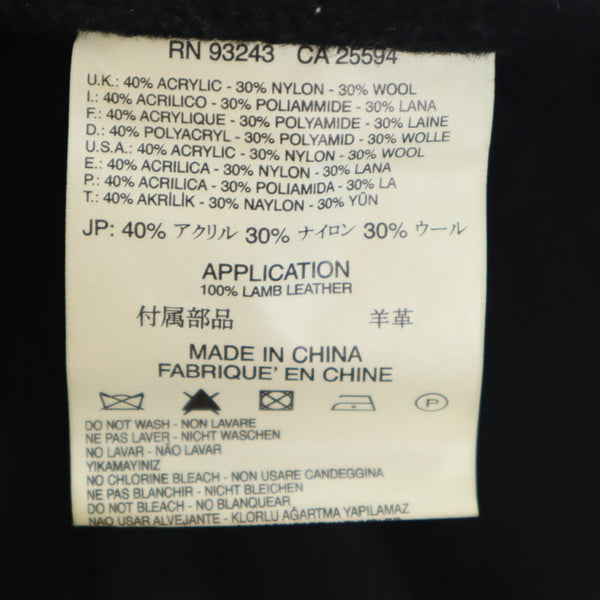 RN 93243 CA 25594
U.K.: 40% ACRYLIC - 30% NYLON - 30% WOOL
I.: 40% ACRILICO - 30% POLIAMMIDE - 30% LANA
F.: 40% ACRYLIQUE - 30% POLYAMIDE - 30% LAINE
D.: 40% POLYACRYL - 30% POLYAMID - 30% WOLLE
U.S.A.: 40% ACRYLIC - 30% NYLON - 30% WOOL
E.: 40% ACRILICA - 30% NYLON - 30% LANA
P.: 40% ACRILICA - 30% POLIAMIDA - 30% LA
T.: 40% AKRİLİK - 30% NAYLON - 30% YÜN
JP: 40% アクリル 30% ナイロン 30% ウール
APPLICATION
100% LAMB LEATHER
付属部品 羊革
MADE IN CHINA
FABRIQUE' EN CHINE
P
DO NOT WASH - NON LAVARE
NE PAS LAVER - NICHT WASCHEN
NO LAVAR - NÃO LAVAR
YIKAMAYINIZ
NO CHLORINE BLEACH - NON USARE CANDEGGINA
NE PAS BLANCHIR - NICHT BLEICHEN
DO NOT BLEACH - NO BLANQUEAR
NAO USAR ALVEJANTE - KLORLU AĞARTMA YAPILAMAZ